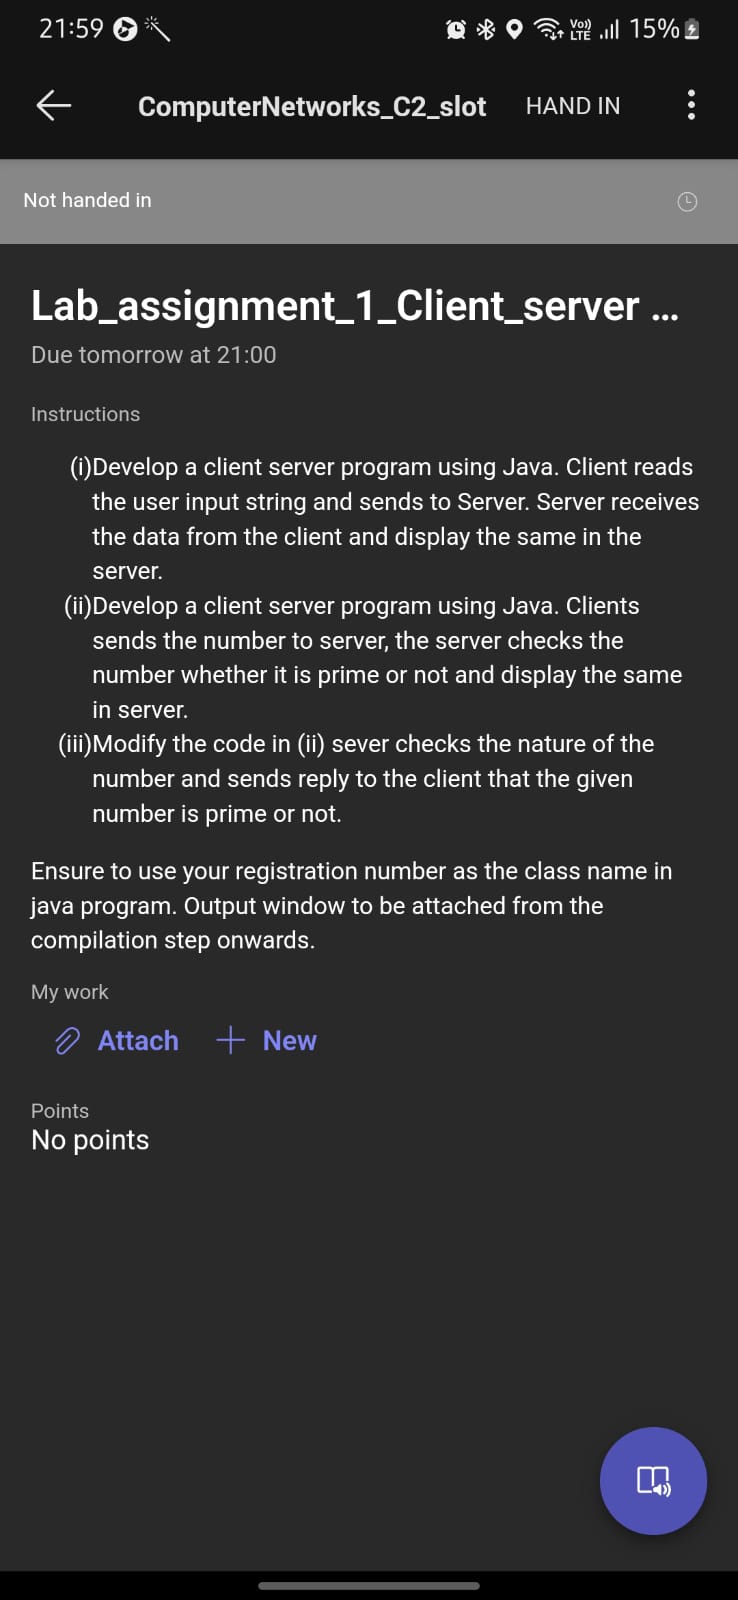 21:59 Vo)) LTE 15%
ComputerNetworks_C2_slot HAND IN
Not handed in
Lab_assignment_1_Client_server ...
Due tomorrow at 21:00
Instructions
(i)Develop a client server program using Java. Client reads
the user input string and sends to Server. Server receives
the data from the client and display the same in the
server.
(ii)Develop a client server program using Java. Clients
sends the number to server, the server checks the
number whether it is prime or not and display the same
in server.
(iii)Modify the code in (ii) sever checks the nature of the
number and sends reply to the client that the given
number is prime or not.
Ensure to use your registration number as the class name in
java program. Output window to be attached from the
compilation step onwards.
My work
Attach + New
Points
No points